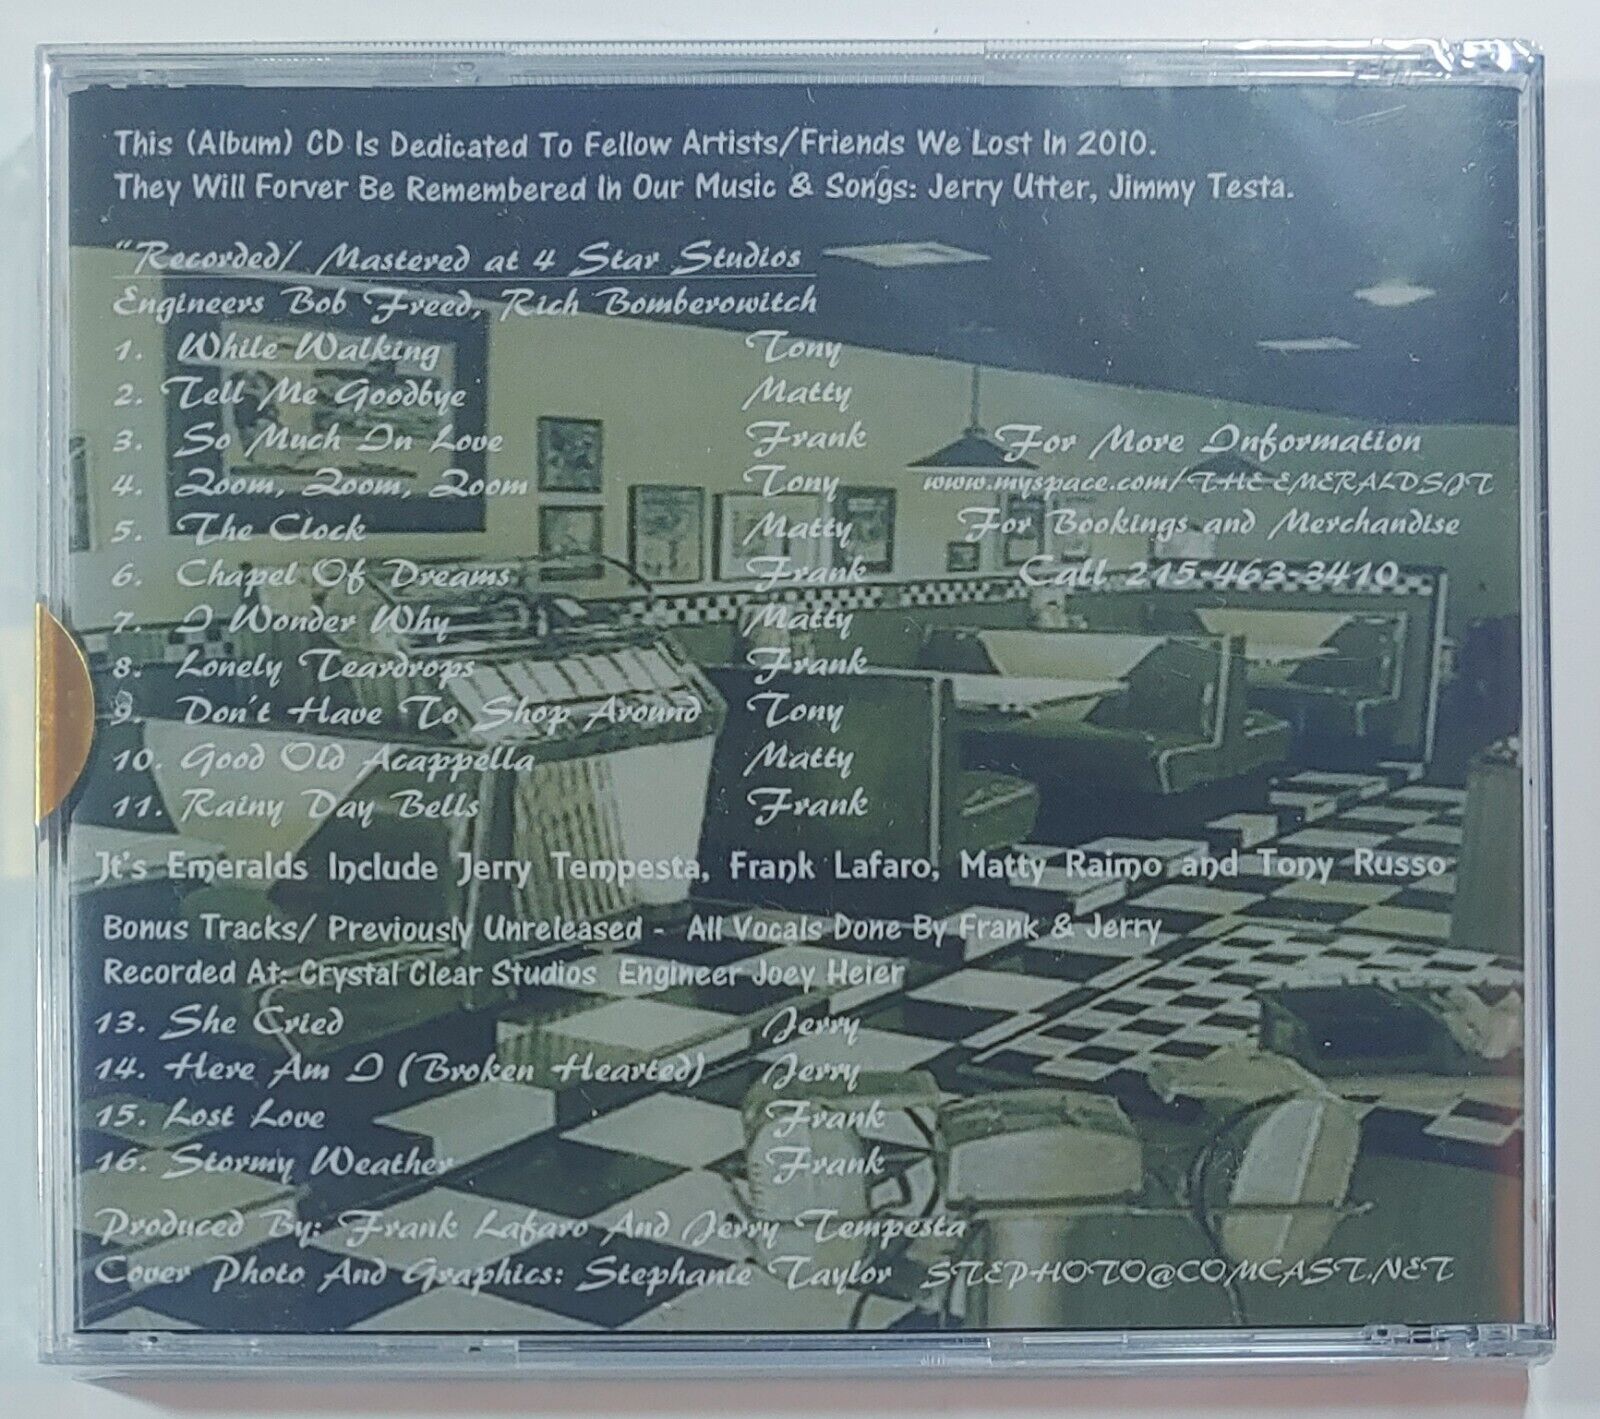 This (Album) CD Is Dedicated To Fellow Artists/Friends We Lost In 2010.
They Will Forver Be Remembered In Our Music & Songs: Jerry Utter, Jimmy Testa.
"Recorded/ Mastered at 4 Star Studios
Engineers Bob Freed, Rich Bomberowitch
1. While Walking Tony
2. Tell Me Goodbye Matty
3. So Much In Love Frank
4. Zoom, Zoom, Zoom Tony
5. The Clock Matty
6. Chapel Of Dreams Frank
7. I Wonder Why Matty
8. Lonely Teardrops Frank
9. Don't Have To Shop Around Tony
10. Good Old Acappella Matty
11. Rainy Day Bells Frank
For More Information
www.myspace.com/THE EMERALDSJT
For Bookings and Merchandise
Call 215-463-3410
Jt's Emeralds Include Jerry Tempesta, Frank Lafaro, Matty Raimo and Tony Russo
Bonus Tracks/ Previously Unreleased - All Vocals Done By Frank & Jerry
Recorded At: Crystal Clear Studios Engineer Joey Heier
13. She Cried Jerry
14. Here Am I (Broken Hearted) Jerry
15. Lost Love Frank
16. Stormy Weather Frank
Produced By: Frank Lafaro And Jerry Tempesta
Cover Photo And Graphics: Stephanie Taylor STEPHOTO@COMCAST.NET